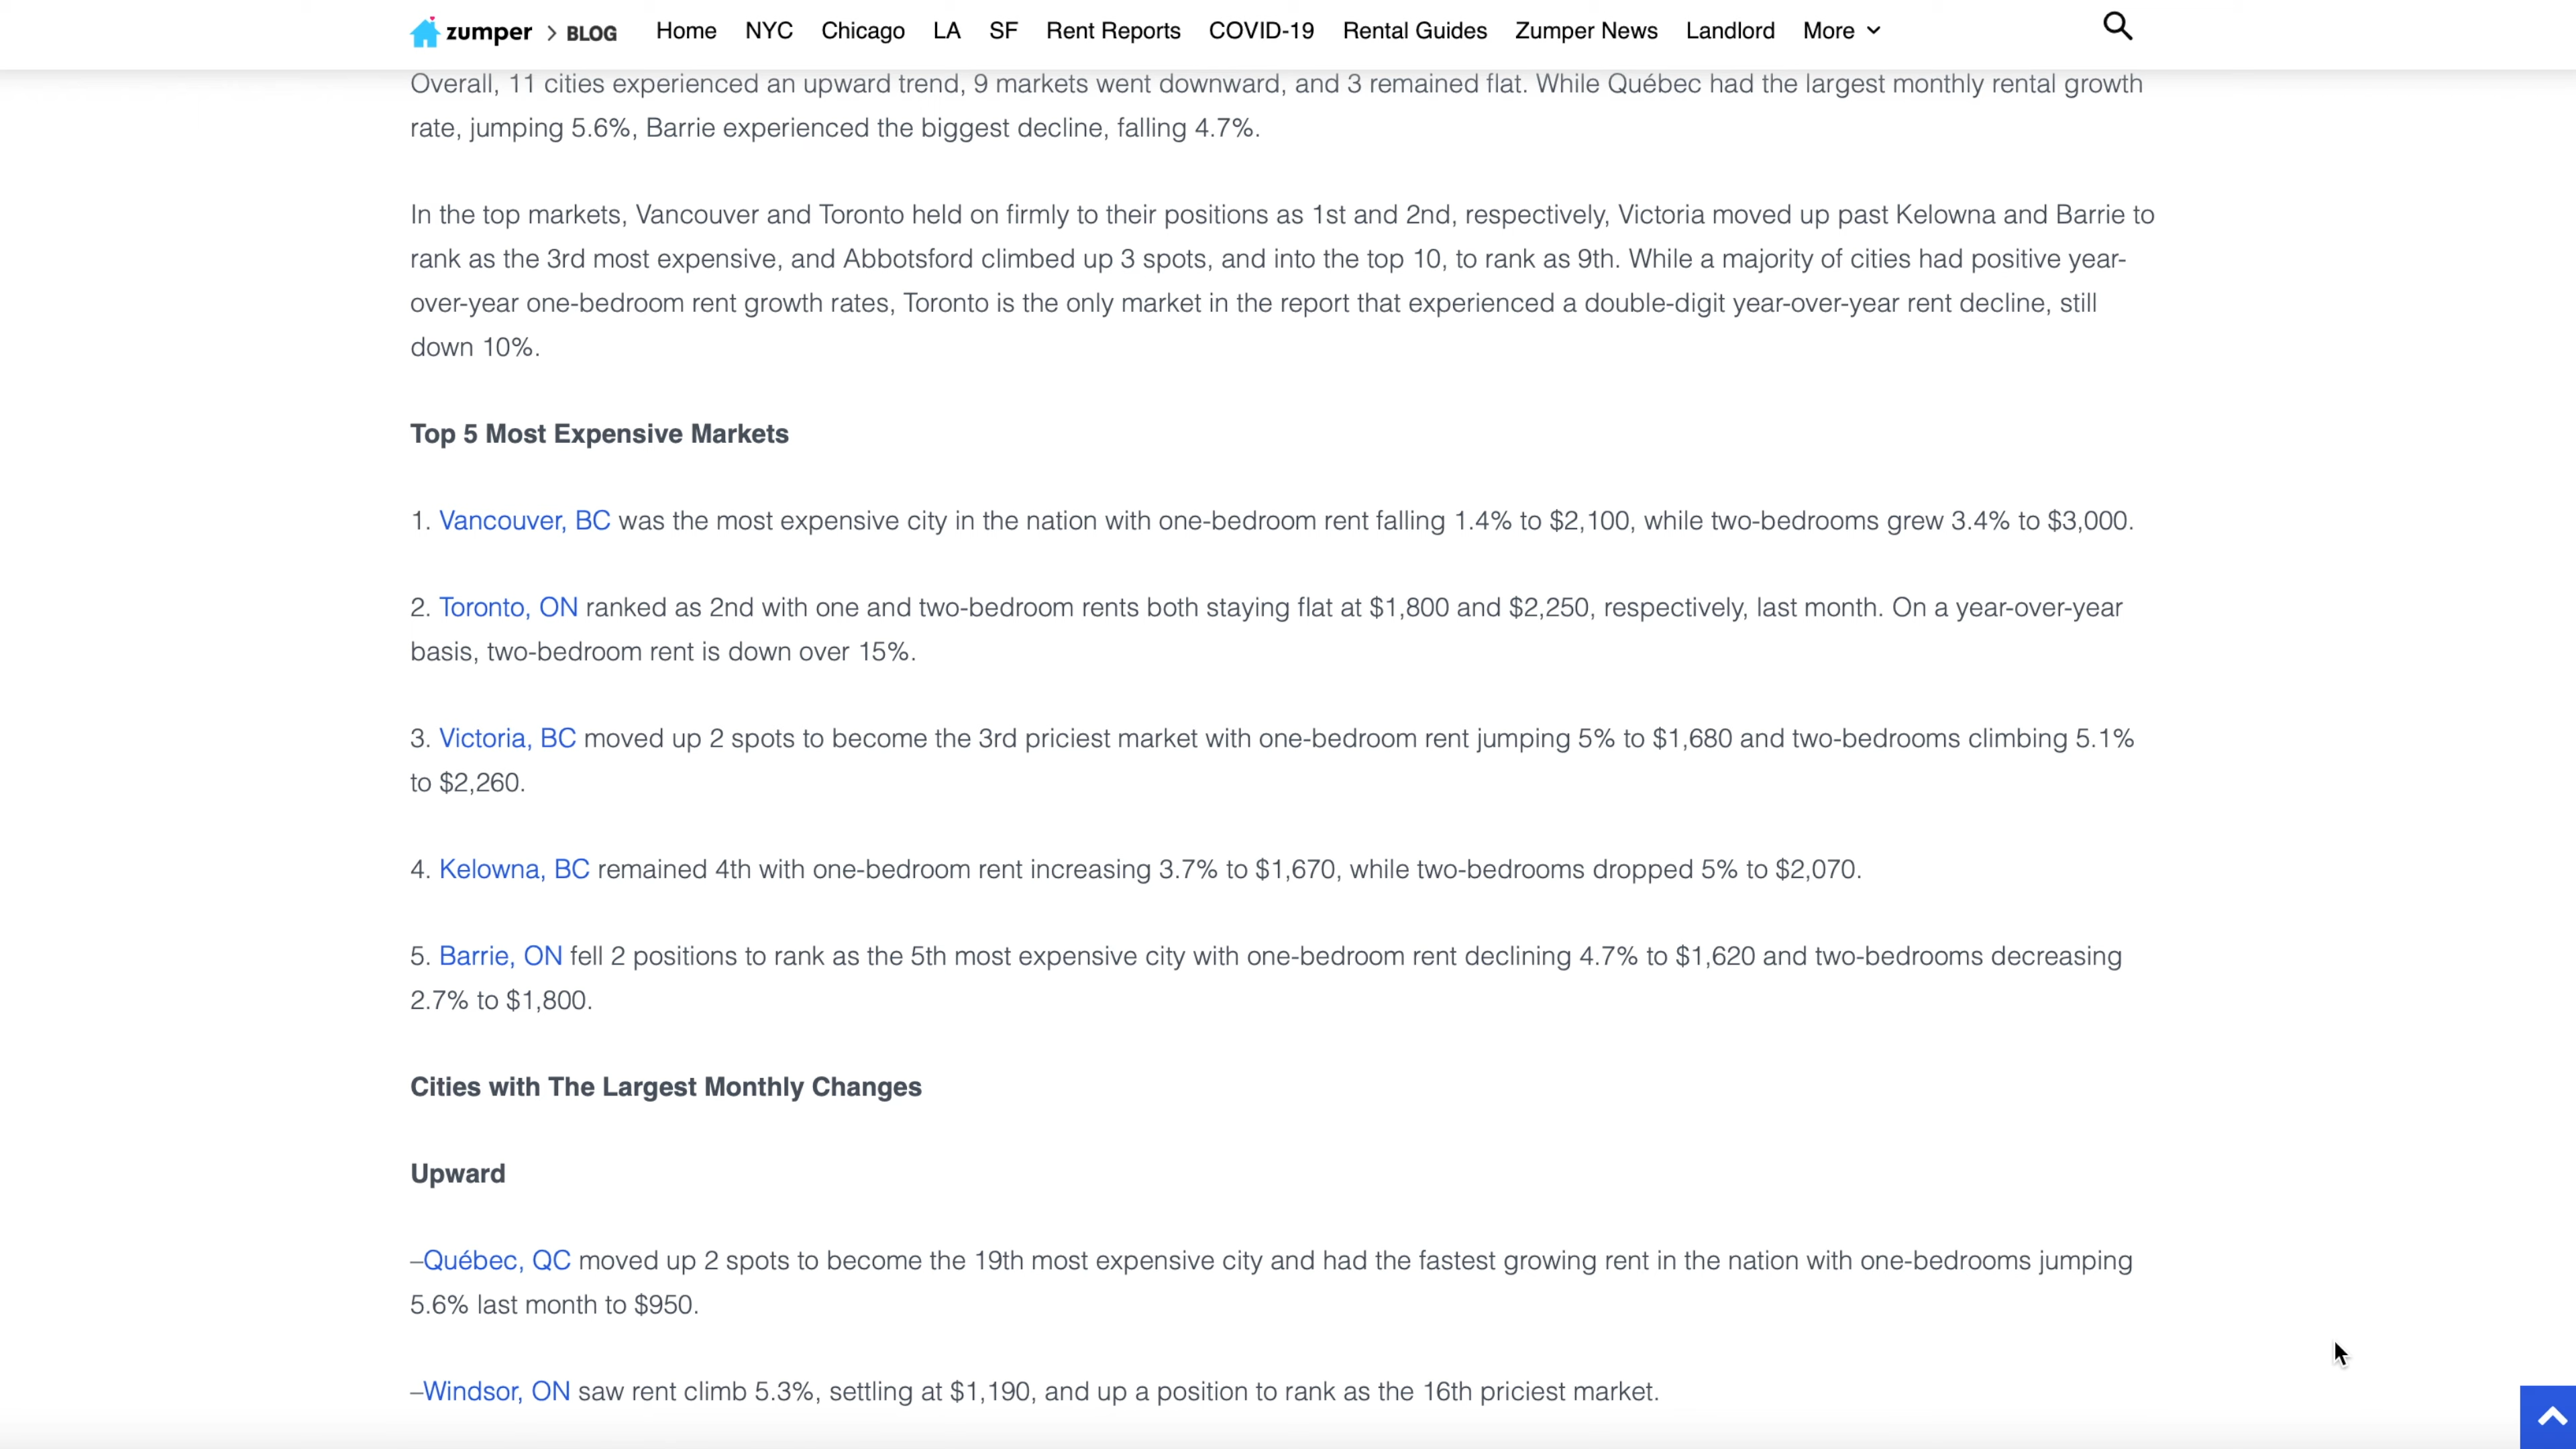 zumper > BLOG Home NYC Chicago LA SF Rent Reports COVID-19 Rental Guides Zumper News Landlord More
Overall, 11 cities experienced an upward trend, 9 markets went downward, and 3 remained flat. While Québec had the largest monthly rental growth
rate, jumping 5.6%, Barrie experienced the biggest decline, falling 4.7%.
In the top markets, Vancouver and Toronto held on firmly to their positions as 1st and 2nd, respectively, Victoria moved up past Kelowna and Barrie to
rank as the 3rd most expensive, and Abbotsford climbed up 3 spots, and into the top 10, to rank as 9th. While a majority of cities had positive year-
over-year one-bedroom rent growth rates, Toronto is the only market in the report that experienced a double-digit year-over-year rent decline, still
down 10%.
Top 5 Most Expensive Markets
1. Vancouver, BC was the most expensive city in the nation with one-bedroom rent falling 1.4% to $2,100, while two-bedrooms grew 3.4% to $3,000.
2. Toronto, ON ranked as 2nd with one and two-bedroom rents both staying flat at $1,800 and $2,250, respectively, last month. On a year-over-year
basis, two-bedroom rent is down over 15%.
3. Victoria, BC moved up 2 spots to become the 3rd priciest market with one-bedroom rent jumping 5% to $1,680 and two-bedrooms climbing 5.1%
to $2,260.
4. Kelowna, BC remained 4th with one-bedroom rent increasing 3.7% to $1,670, while two-bedrooms dropped 5% to $2,070.
5. Barrie, ON fell 2 positions to rank as the 5th most expensive city with one-bedroom rent declining 4.7% to $1,620 and two-bedrooms decreasing
2.7% to $1,800.
Cities with The Largest Monthly Changes
Upward
–Québec, QC moved up 2 spots to become the 19th most expensive city and had the fastest growing rent in the nation with one-bedrooms jumping
5.6% last month to $950.
–Windsor, ON saw rent climb 5.3%, settling at $1,190, and up a position to rank as the 16th priciest market.